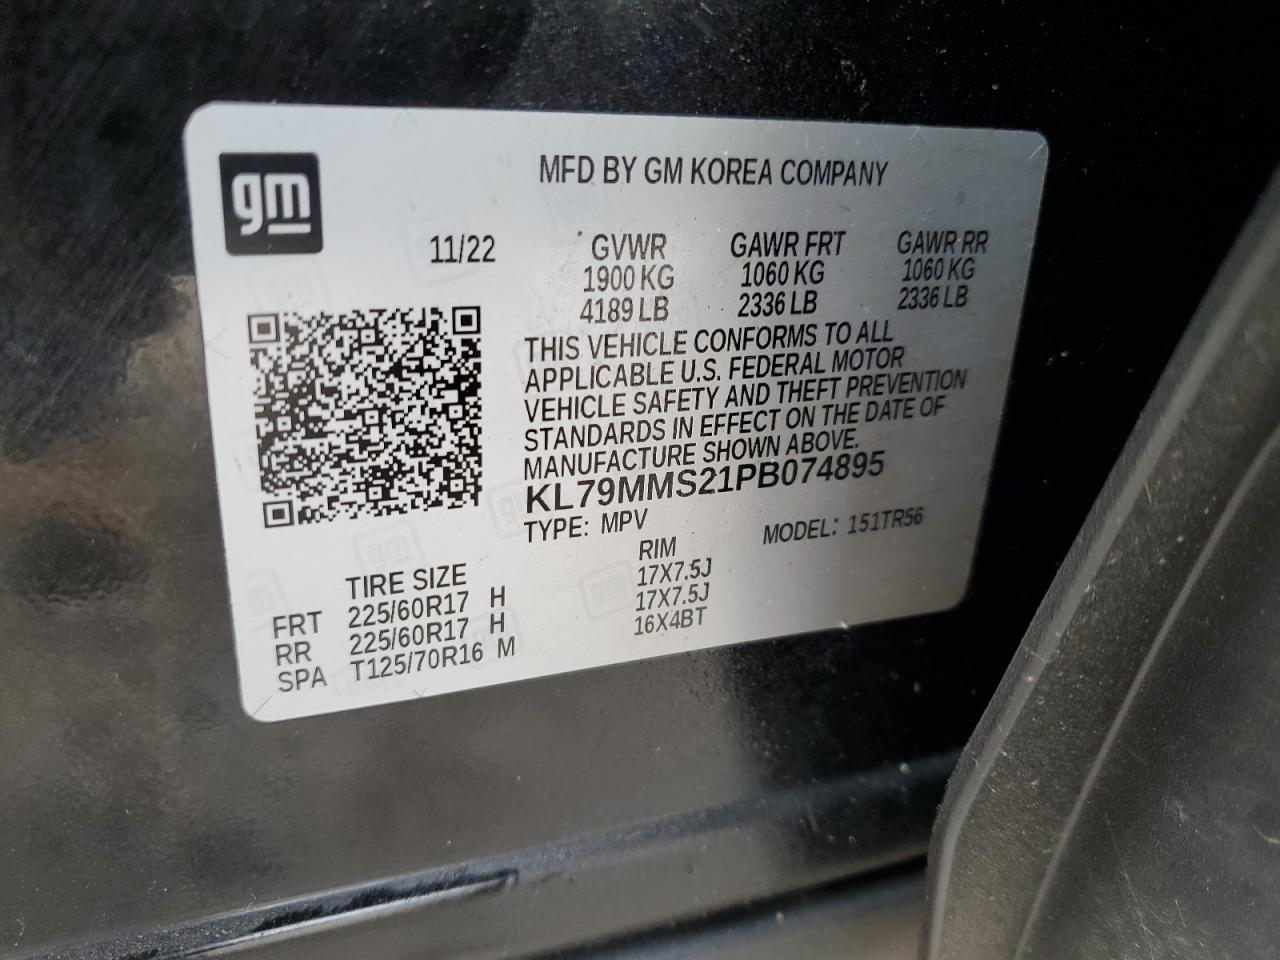 gm
MFD BY GM KOREA COMPANY
11/22 GVWR GAWR FRT GAWR RR
1900 KG 1060 KG 1060 KG
4189 LB 2336 LB 2336 LB
THIS VEHICLE CONFORMS TO ALL
APPLICABLE U.S. FEDERAL MOTOR
VEHICLE SAFETY AND THEFT PREVENTION
STANDARDS IN EFFECT ON THE DATE OF
MANUFACTURE SHOWN ABOVE.
KL79MMS21PB074895
TYPE: MPV MODEL: 151TR56
TIRE SIZE RIM
FRT 225/60R17 H 17X7.5J
RR 225/60R17 H 17X7.5J
SPA T125/70R16 M 16X4BT